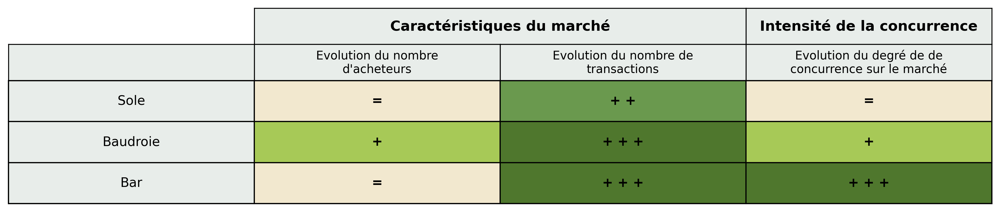 Caractéristiques du marché
Intensité de la concurrence
Evolution du nombre
d'acheteurs
Evolution du nombre de
transactions
Evolution du degré de de
concurrence sur le marché
Sole
=
+ +
=
Baudroie
+
+ + +
+
Bar
=
+ + +
+ + +